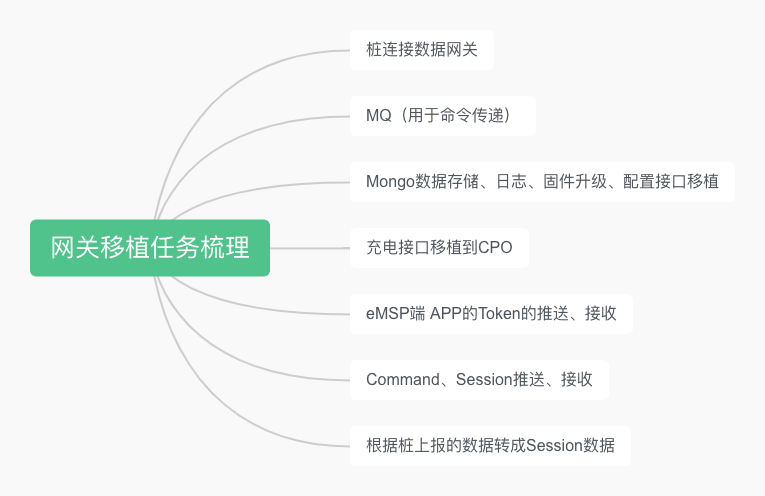 桩连接数据网关
MQ（用于命令传递）
Mongo数据存储、日志、固件升级、配置接口移植
网关移植任务梳理
充电接口移植到CPO
eMSP端 APP的Token的推送、接收
Command、Session推送、接收
根据桩上报的数据转成Session数据